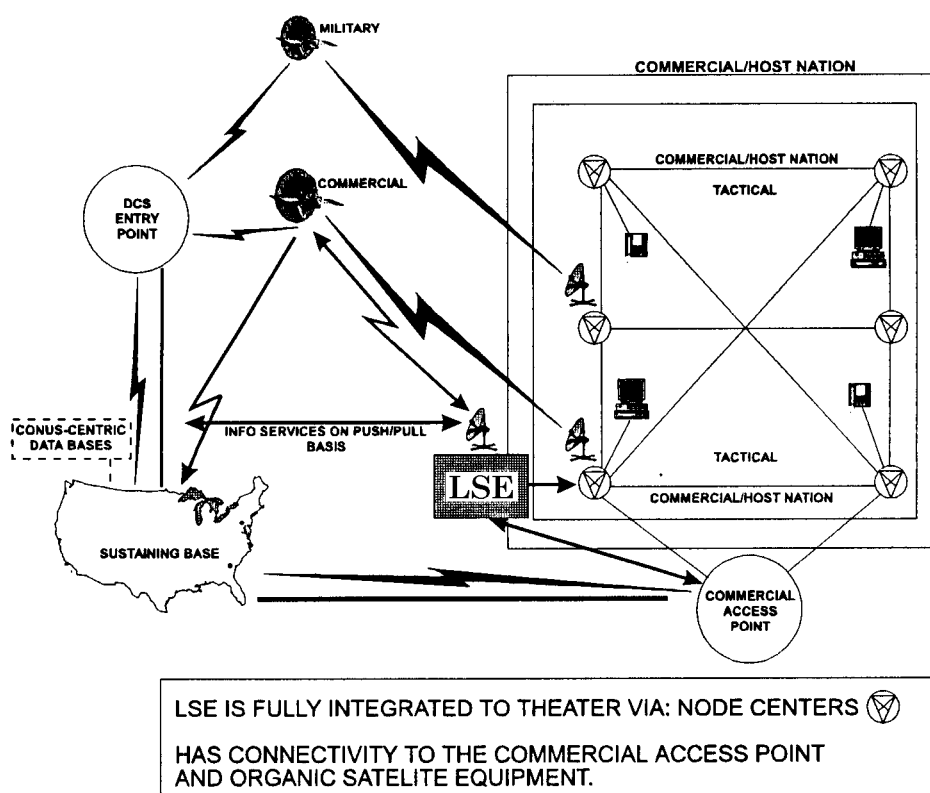 MILITARY
COMMERCIAL/HOST NATION
COMMERCIAL/HOST NATION
TACTICAL
COMMERCIAL
DCS
ENTRY
POINT
CONUS-CENTRIC
DATA BASES
INFO SERVICES ON PUSH/PULL
BASIS
LSE
TACTICAL
COMMERCIAL/HOST NATION
SUSTAINING BASE
COMMERCIAL
ACCESS
POINT
LSE IS FULLY INTEGRATED TO THEATER VIA: NODE CENTERS
HAS CONNECTIVITY TO THE COMMERCIAL ACCESS POINT
AND ORGANIC SATELITE EQUIPMENT.